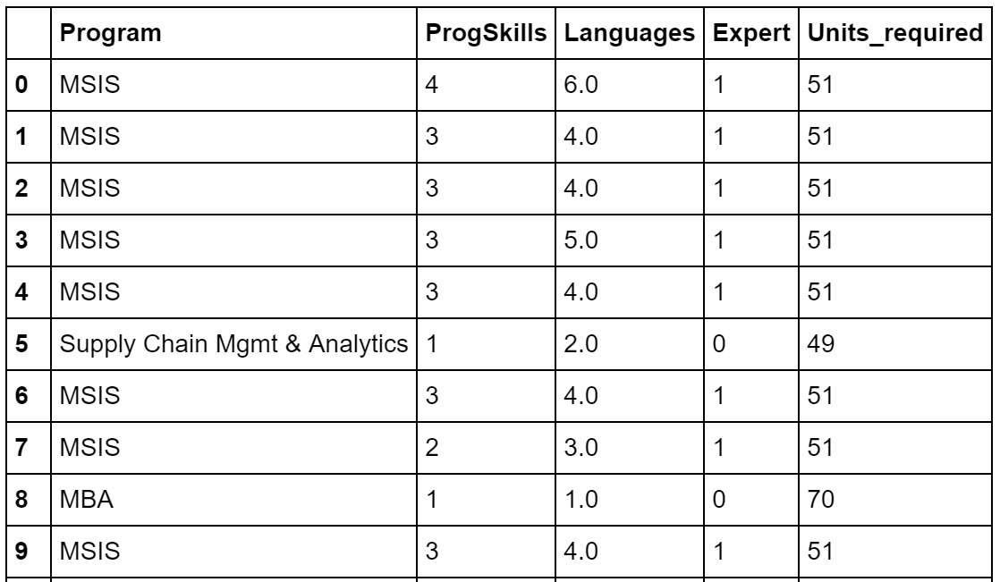 Program ProgSkills Languages Expert Units_required
0 MSIS 4 6.0 1 51
1 MSIS 3 4.0 1 51
2 MSIS 3 4.0 1 51
3 MSIS 3 5.0 1 51
4 MSIS 3 4.0 1 51
5 Supply Chain Mgmt & Analytics 1 2.0 0 49
6 MSIS 3 4.0 1 51
7 MSIS 2 3.0 1 51
8 MBA 1 1.0 0 70
9 MSIS 3 4.0 1 51